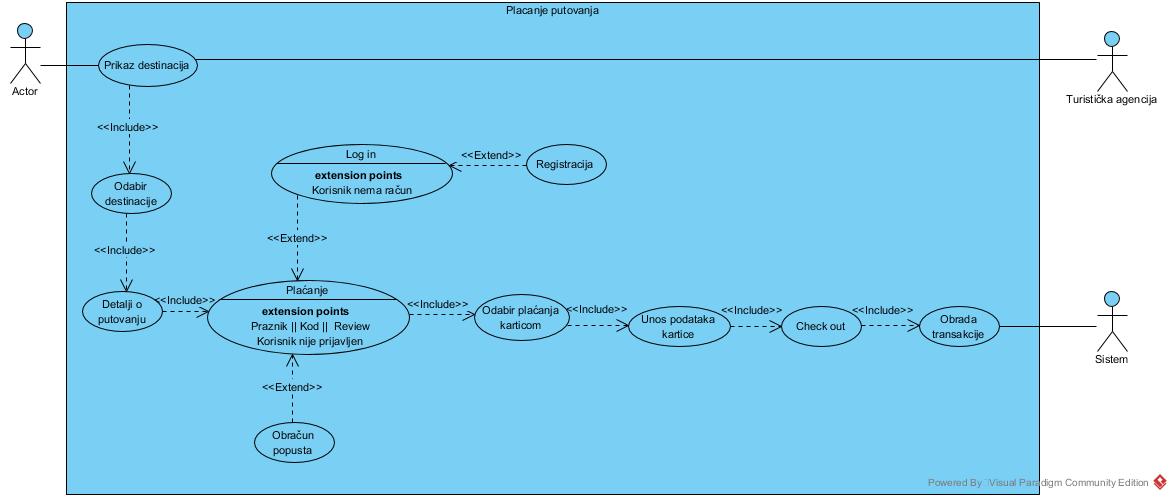 Placanje putovanja
Actor
Prikaz destinacija
Turistička agencija
<<Include>>
Log in
extension points
Korisnik nema račun
<<Extend>>
Registracija
Odabir
destinacije
<<Include>>
<<Extend>>
Detalji o
putovanju
<<Include>>
Plaćanje
extension points
Praznik || Kod || Review
Korisnik nije prijavljen
<<Include>>
Odabir plaćanja
karticom
<<Include>>
Unos podataka
kartice
<<Include>>
Check out
<<Include>>
Obrada
transakcije
Sistem
<<Extend>>
Obračun
popusta
Powered By Visual Paradigm Community Edition